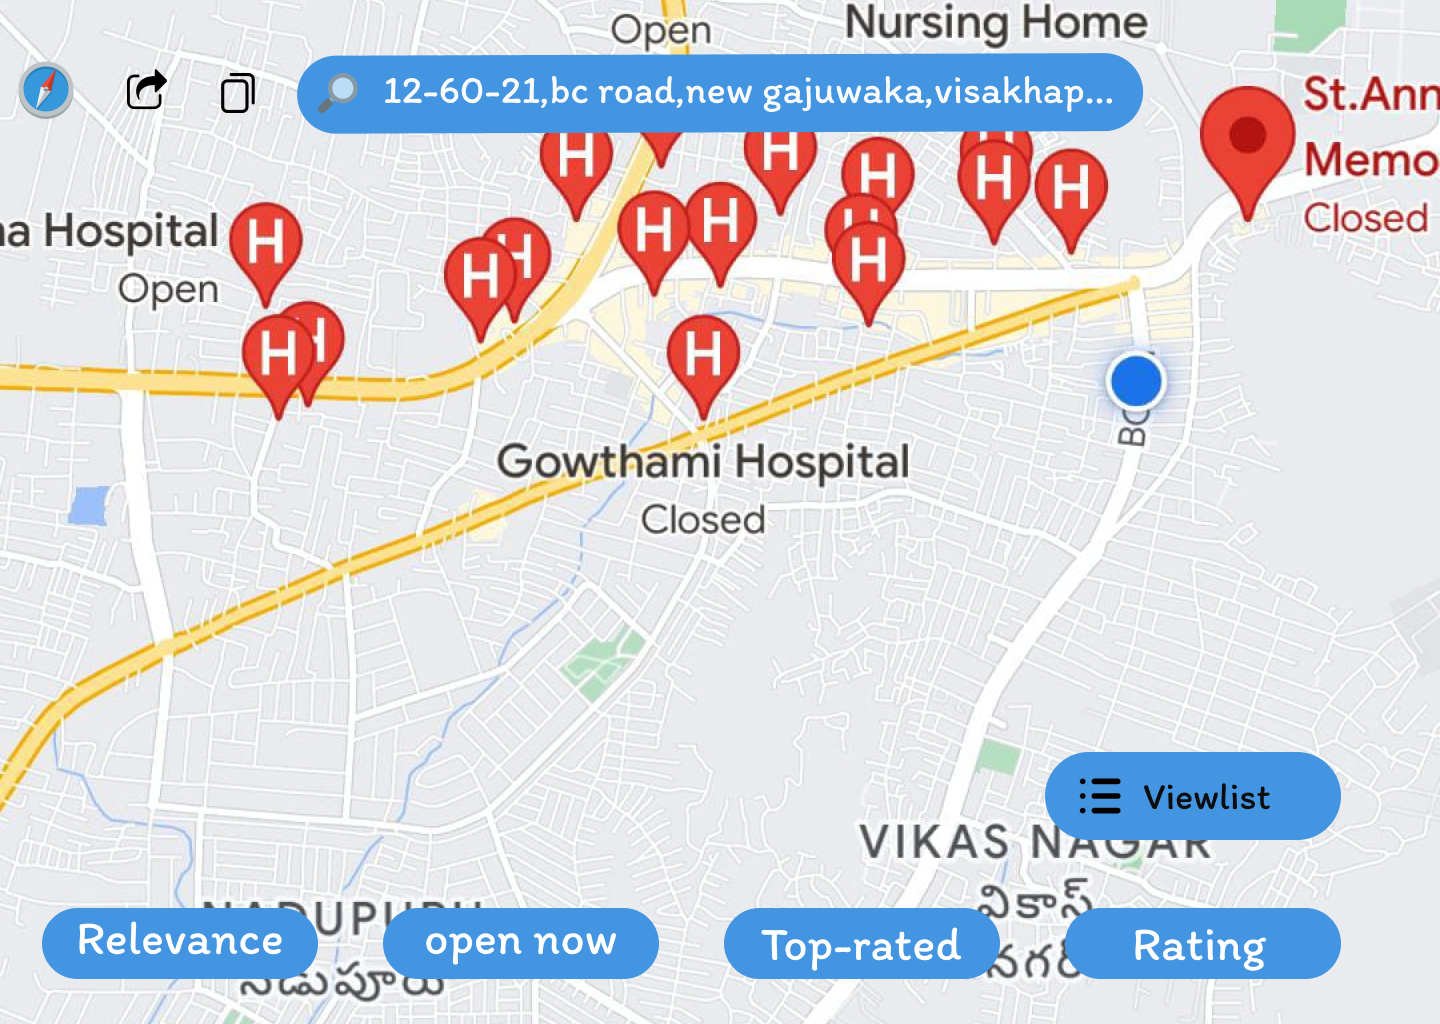 Open
Nursing Home
12-60-21,bc road,new gajuwaka,visakhap...
St.Ann
Memo
Closed
H
H
H
H
H
H
H
H
H
H
na Hospital
Open
H
H
H
H
H
H
H
Gowthami Hospital
Closed
Viewlist
VIKAS NAGAR
వికాస్
నగర్
NADUPURU
నడుపూరు
Relevance
open now
Top-rated
Rating